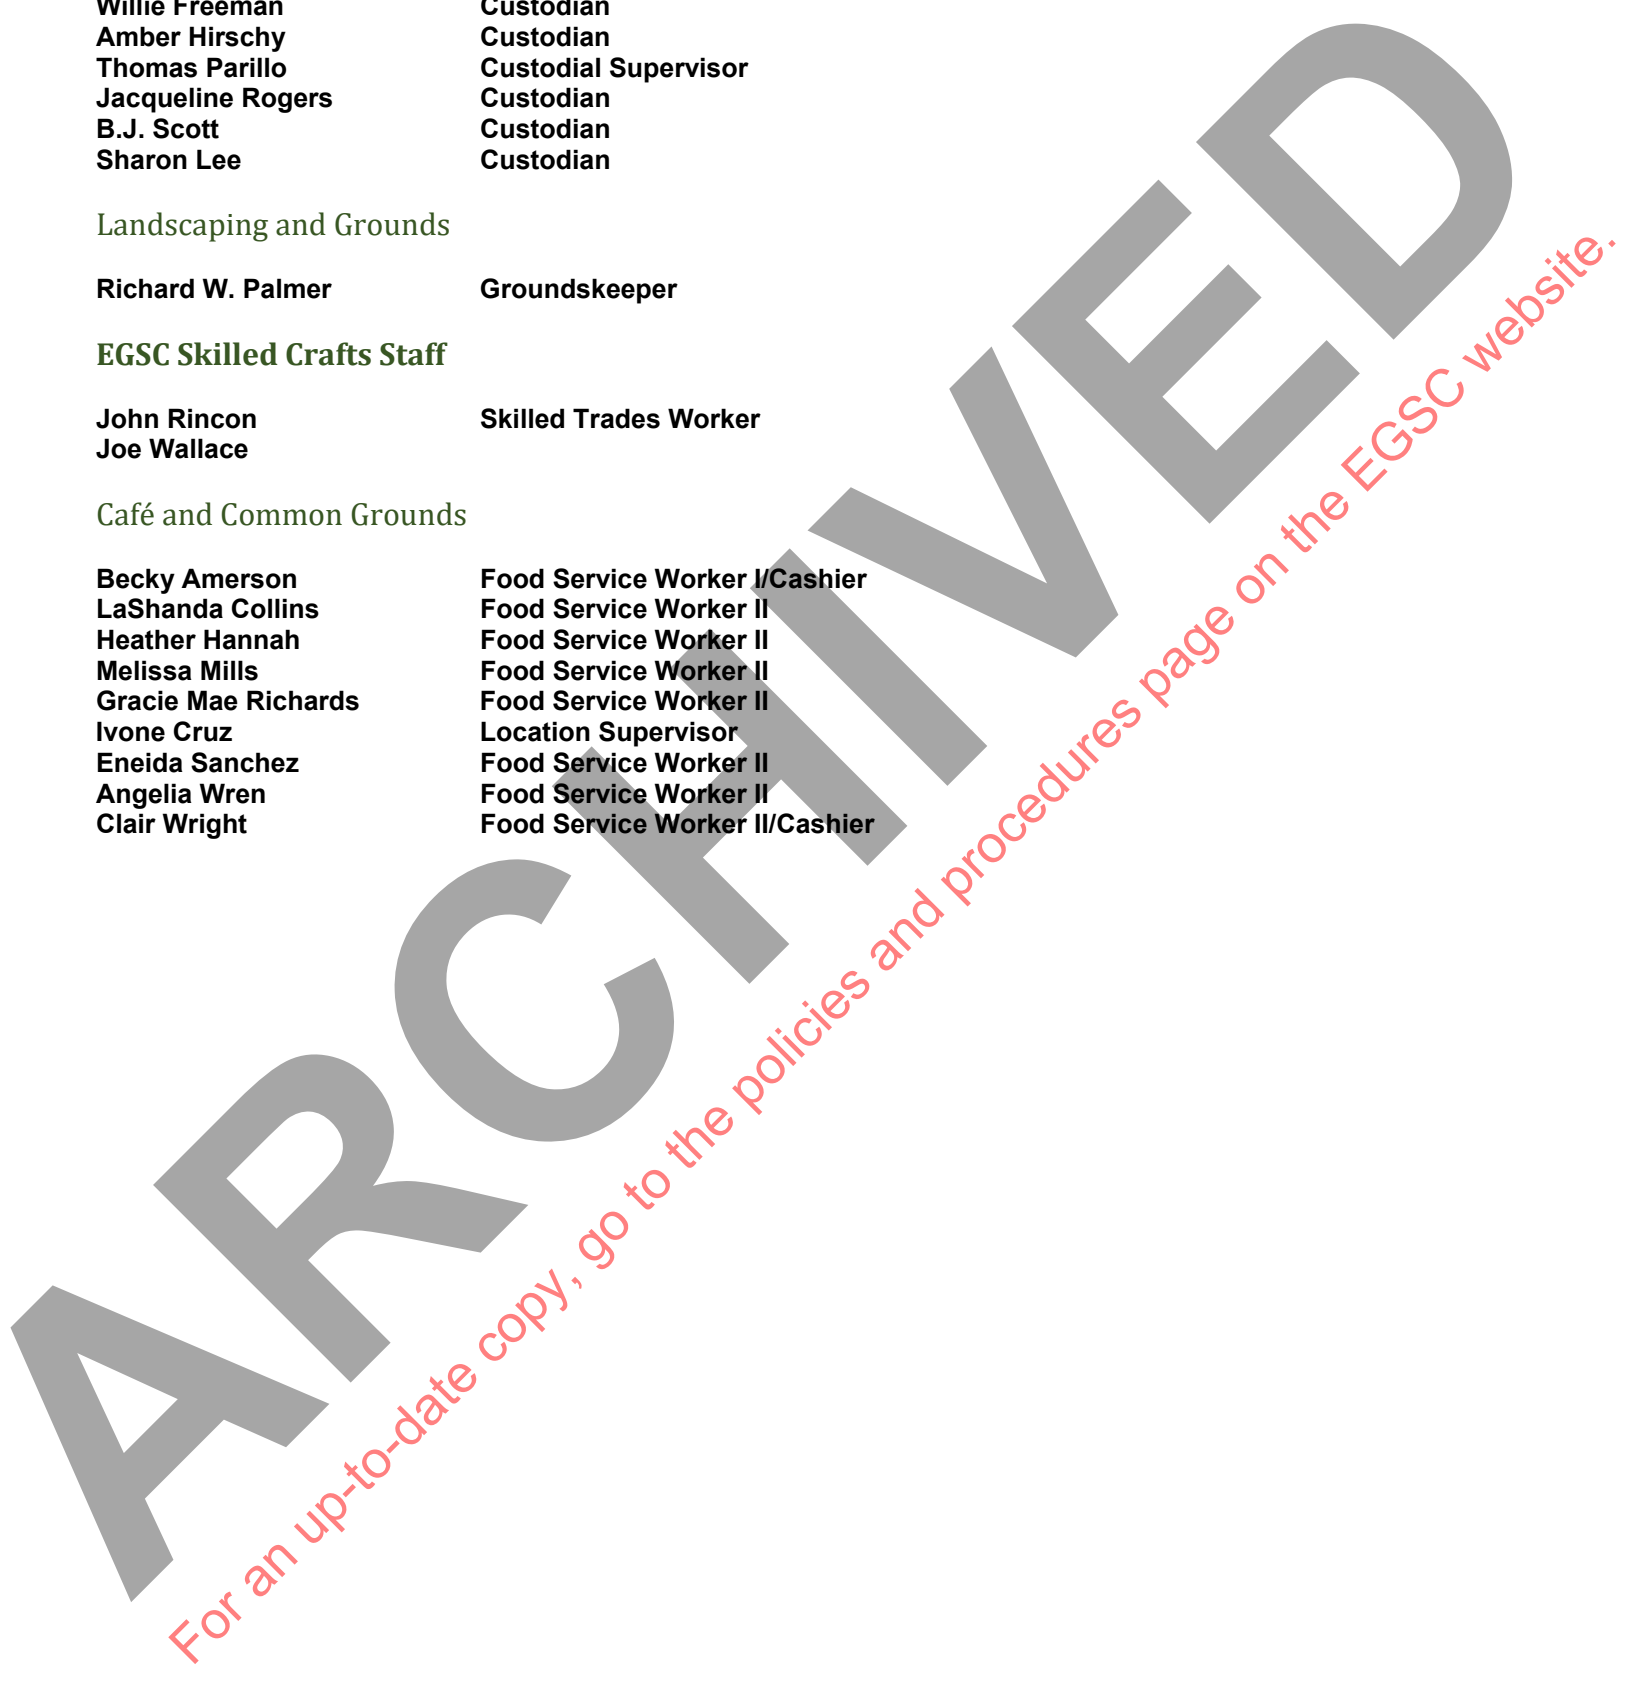 Willie Freeman Custodian
Amber Hirschy Custodian
Thomas Parillo Custodial Supervisor
Jacqueline Rogers Custodian
B.J. Scott Custodian
Sharon Lee Custodian
Landscaping and Grounds
Richard W. Palmer Groundskeeper
EGSC Skilled Crafts Staff
John Rincon Skilled Trades Worker
Joe Wallace
Café and Common Grounds
Becky Amerson Food Service Worker I/Cashier
LaShanda Collins Food Service Worker II
Heather Hannah Food Service Worker II
Melissa Mills Food Service Worker II
Gracie Mae Richards Food Service Worker II
Ivone Cruz Location Supervisor
Eneida Sanchez Food Service Worker II
Angelia Wren Food Service Worker II
Clair Wright Food Service Worker II/Cashier
ARCHIVED
For an up-to-date copy, go to the policies and procedures page on the EGSC website.